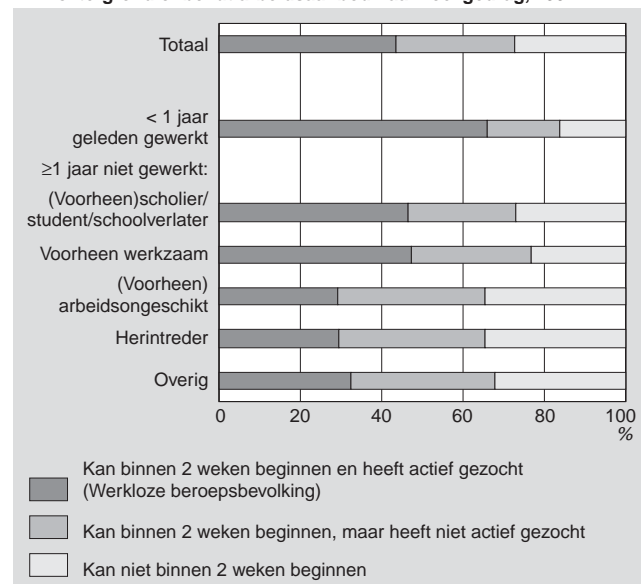 Totaal
< 1 jaar
geleden gewerkt
≥1 jaar niet gewerkt:
(Voorheen)scholier/
student/schoolverlater
Voorheen werkzaam
(Voorheen)
arbeidsongeschikt
Herintreder
Overig
0 20 40 60 80 100
%
Kan binnen 2 weken beginnen en heeft actief gezocht
(Werkloze beroepsbevolking)
Kan binnen 2 weken beginnen, maar heeft niet actief gezocht
Kan niet binnen 2 weken beginnen